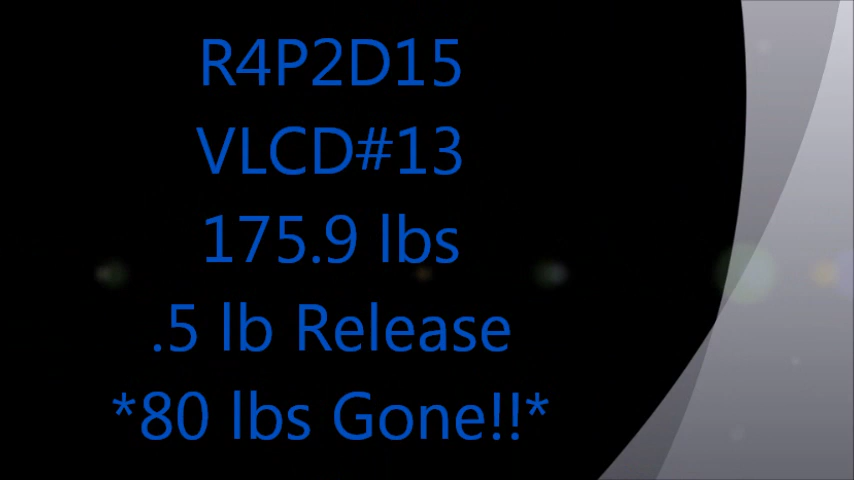 R4P2D15
VLCD#13
175.9 lbs
.5 lb Release
*80 lbs Gone!!*